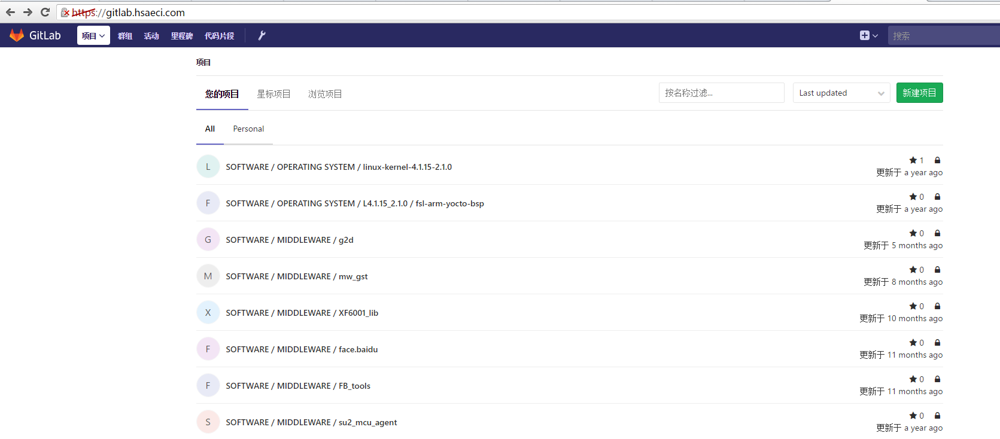 https://gitlab.hsaeci.com
GitLab 项目 群组 活动 里程碑 代码片段 搜索
项目
您的项目 星标项目 浏览项目 按名称过滤... Last updated 新建项目
All Personal
L SOFTWARE / OPERATING SYSTEM / linux-kernel-4.1.15-2.1.0 1
更新于 a year ago
F SOFTWARE / OPERATING SYSTEM / L4.1.15_2.1.0 / fsl-arm-yocto-bsp 0
更新于 a year ago
G SOFTWARE / MIDDLEWARE / g2d 0
更新于 5 months ago
M SOFTWARE / MIDDLEWARE / mw_gst 0
更新于 8 months ago
X SOFTWARE / MIDDLEWARE / XF6001_lib 0
更新于 10 months ago
F SOFTWARE / MIDDLEWARE / face.baidu 0
更新于 11 months ago
F SOFTWARE / MIDDLEWARE / FB_tools 0
更新于 11 months ago
S SOFTWARE / MIDDLEWARE / su2_mcu_agent 0
更新于 a year ago